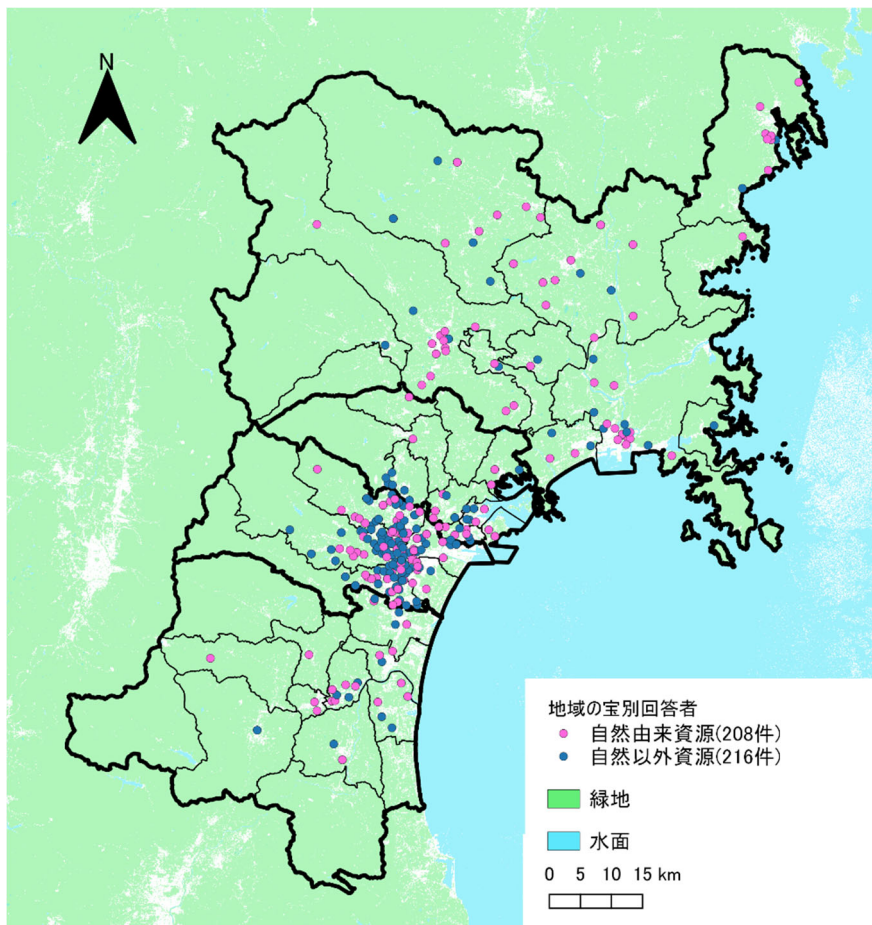 N
地域の宝別回答者
自然由来資源(208件)
自然以外資源(216件)
緑地
水面
0 5 10 15 km